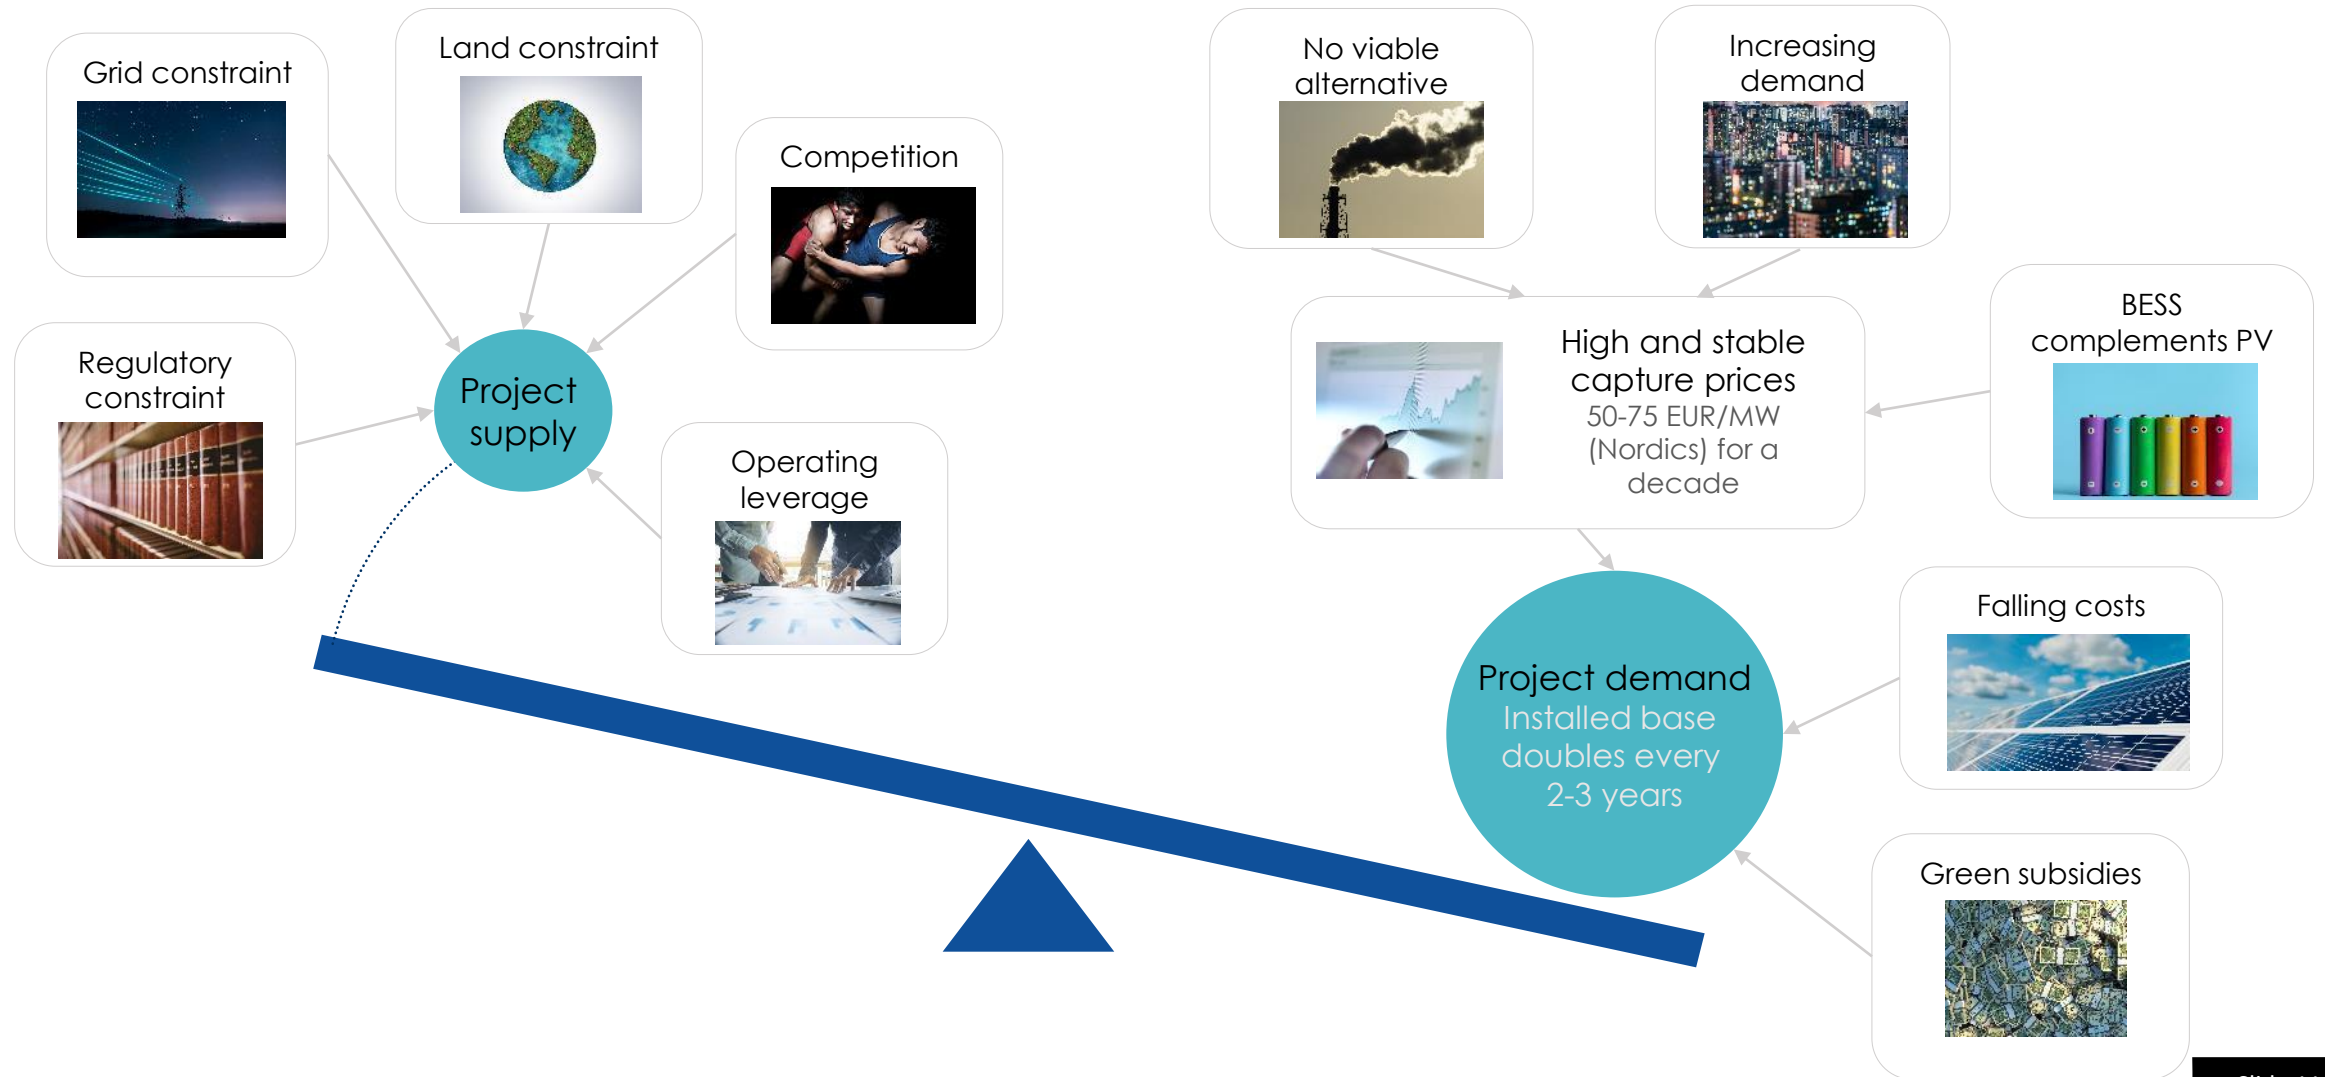 Grid constraint
Land constraint
Competition
Regulatory
constraint
Project
supply
Operating
leverage
No viable
alternative
Increasing
demand
High and stable
capture prices
50-75 EUR/MW
(Nordics) for a
decade
BESS
complements PV
Project demand
Installed base
doubles every
2-3 years
Falling costs
Green subsidies